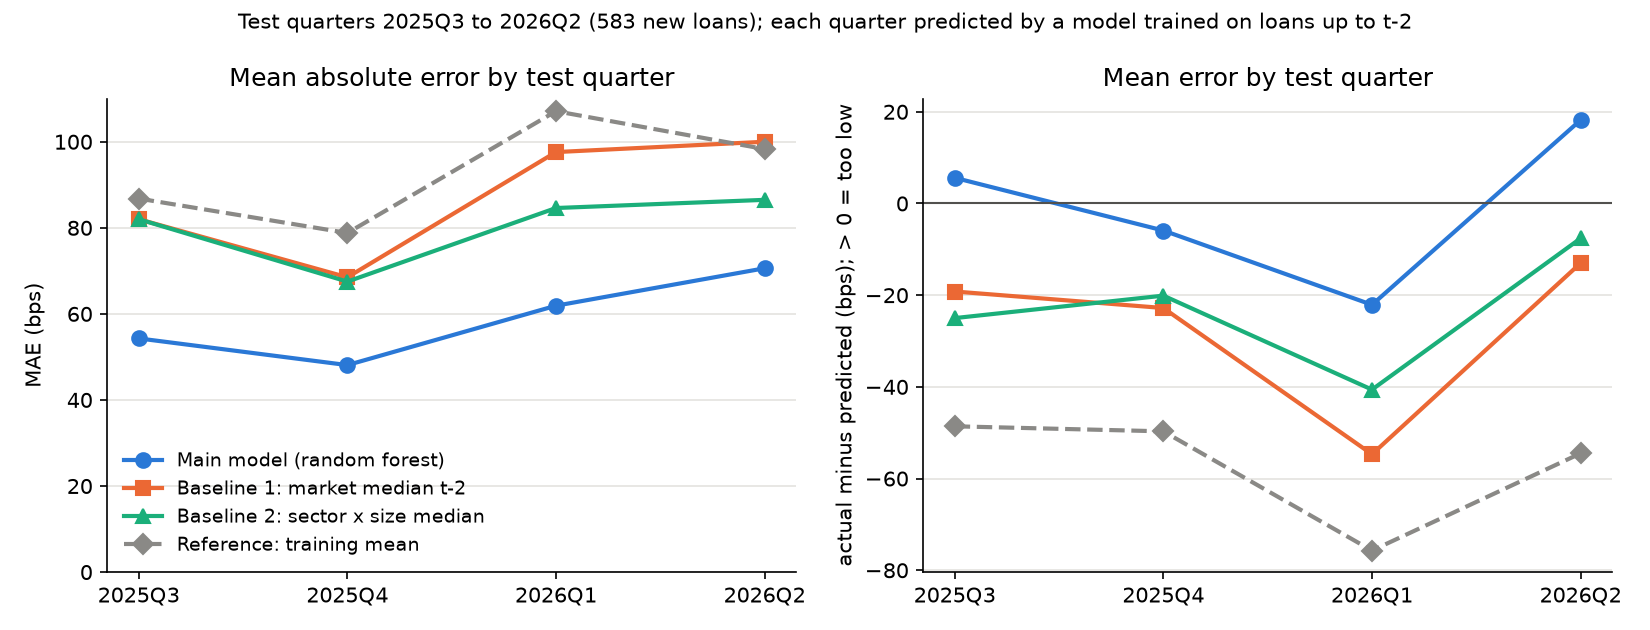 Test quarters 2025Q3 to 2026Q2 (583 new loans); each quarter predicted by a model trained on loans up to t-2
Mean absolute error by test quarter
MAE (bps)
100
80
60
40
20
0
Main model (random forest)
Baseline 1: market median t-2
Baseline 2: sector x size median
Reference: training mean
2025Q3
2025Q4
2026Q1
2026Q2
Mean error by test quarter
actual minus predicted (bps); > 0 = too low
20
0
−20
−40
−60
−80
2025Q3
2025Q4
2026Q1
2026Q2